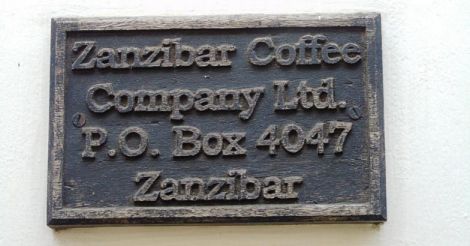 Zanzibar Coffee
Company Ltd.
P.O. Box 4047
Zanzibar